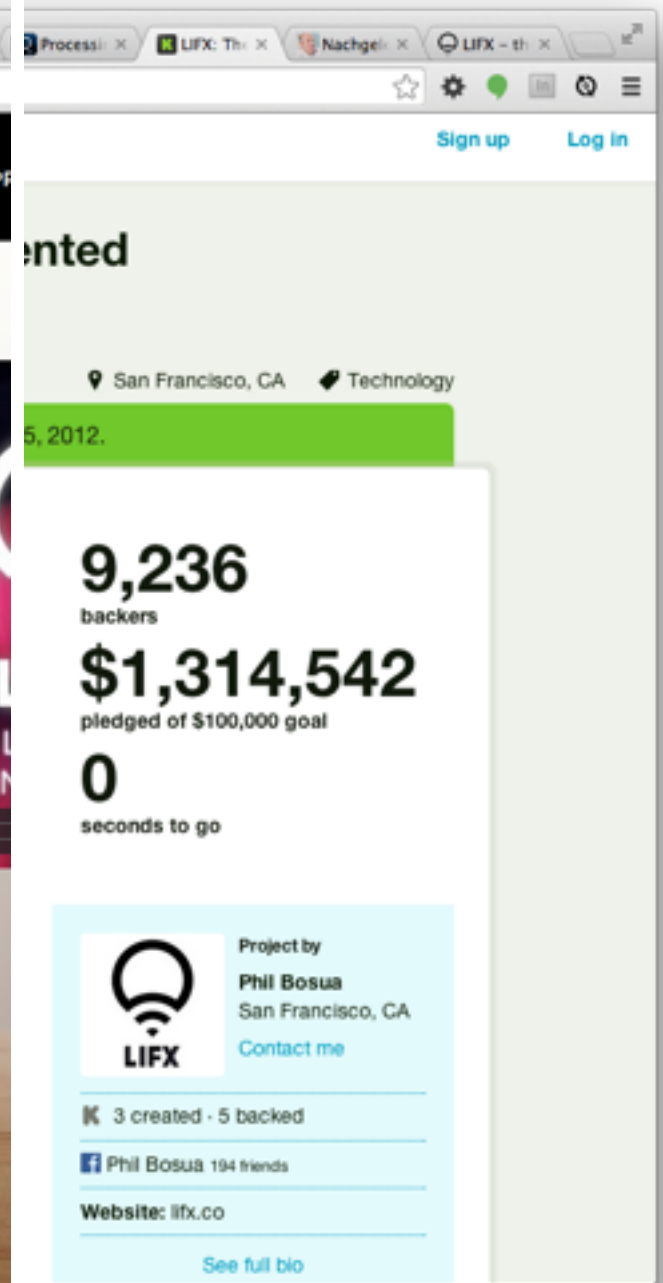 Processi
LIFX: The
Nachgel
LIFX – th
Sign up
Log in
ented
San Francisco, CA
Technology
5, 2012.
9,236
backers
$1,314,542
pledged of $100,000 goal
0
seconds to go
Project by
Phil Bosua
San Francisco, CA
Contact me
LIFX
3 created · 5 backed
Phil Bosua 194 friends
Website: lifx.co
See full bio